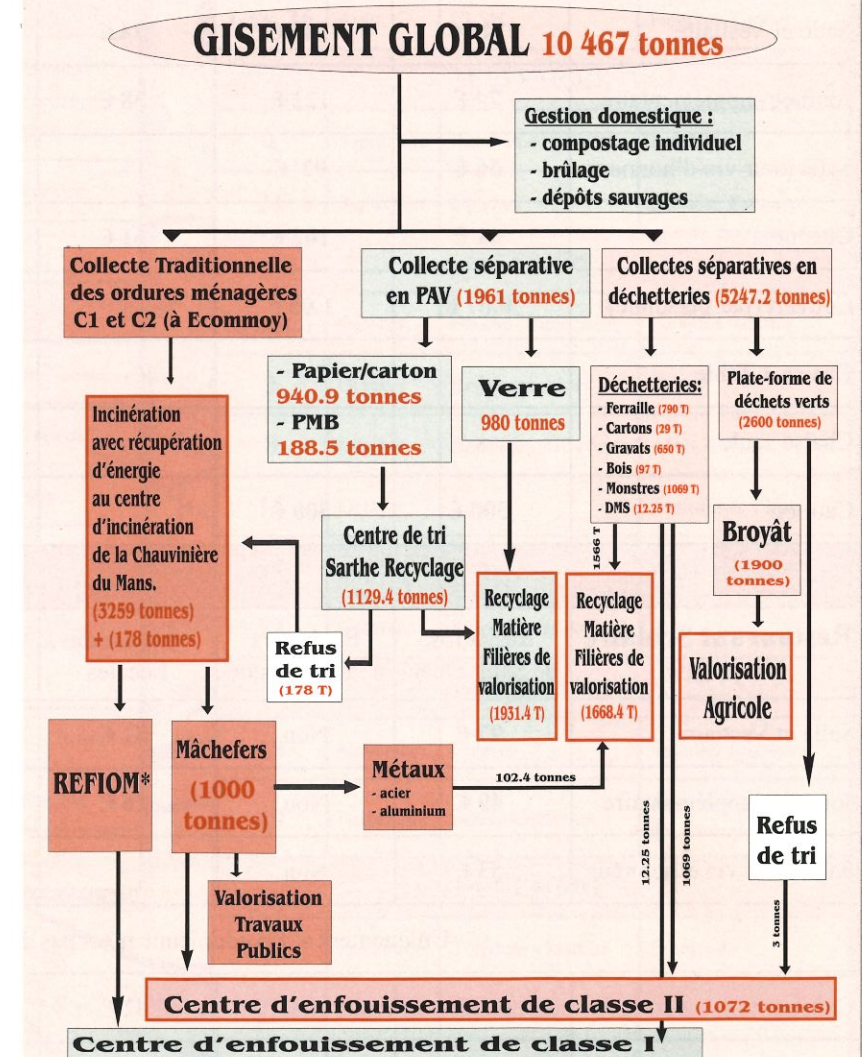 GISEMENT GLOBAL 10 467 tonnes
Gestion domestique :
- compostage individuel
- brûlage
- dépôts sauvages
Collecte Traditionnelle
des ordures ménagères
C1 et C2 (à Ecommoy)
Collecte séparative
en PAV (1961 tonnes)
Collectes séparatives en
déchetteries (5247.2 tonnes)
- Papier/carton
940.9 tonnes
- PMB
188.5 tonnes
Verre
980 tonnes
Déchetteries:
- Ferraille (790 T)
- Cartons (29 T)
- Gravats (650 T)
- Bois (97 T)
- Monstres (1069 T)
- DMS (12.25 T)
Plate-forme de
déchets verts
(2600 tonnes)
Incinération
avec récupération
d'énergie
au centre
d'incinération
de la Chauvinière
du Mans.
(3259 tonnes)
+ (178 tonnes)
Centre de tri
Sarthe Recyclage
(1129.4 tonnes)
1566 T
Broyât
(1900
tonnes)
Refus
de tri
(178 T)
Recyclage
Matière
Filières de
valorisation
(1931.4 T)
Recyclage
Matière
Filières de
valorisation
(1668.4 T)
Valorisation
Agricole
REFIOM*
Mâchefers
(1000
tonnes)
Métaux
- acier
- aluminium
102.4 tonnes
12.25 tonnes
1069 tonnes
Refus
de tri
3 tonnes
Valorisation
Travaux
Publics
Centre d'enfouissement de classe II (1072 tonnes)
Centre d'enfouissement de classe I